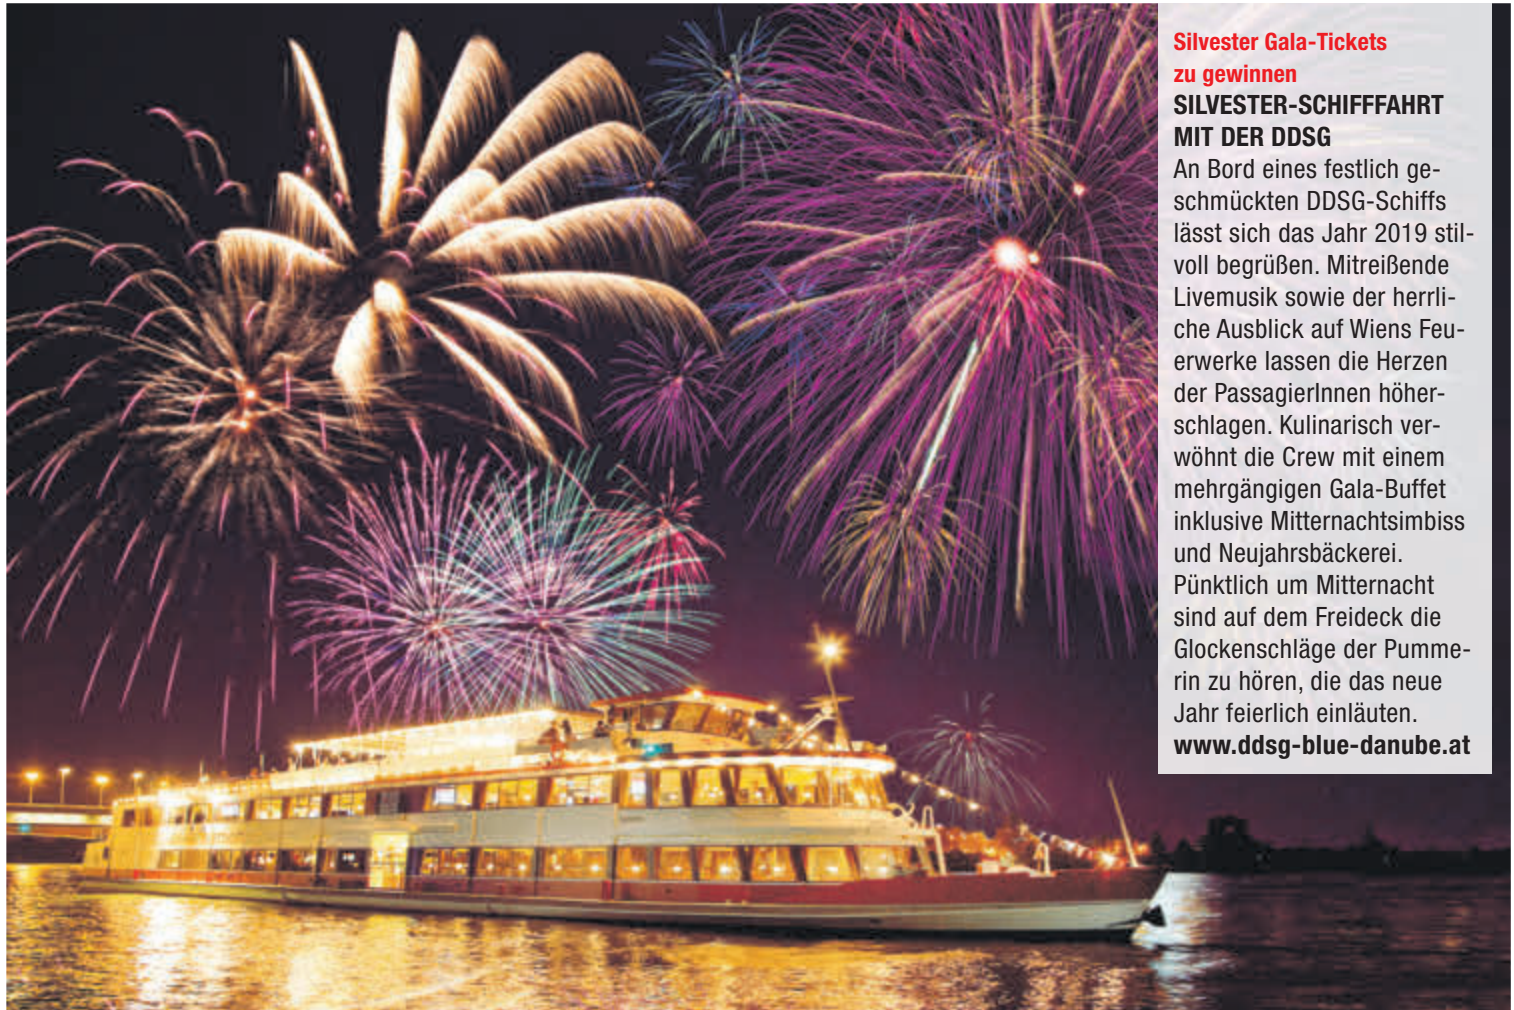 Silvester Gala-Tickets
zu gewinnen
SILVESTER-SCHIFFFAHRT
MIT DER DDSG
An Bord eines festlich ge-
schmückten DDSG-Schiffs
lässt sich das Jahr 2019 stil-
voll begrüßen. Mitreißende
Livemusik sowie der herrli-
che Ausblick auf Wiens Feu-
erwerke lassen die Herzen
der PassagierInnen höher-
schlagen. Kulinarisch ver-
wöhnt die Crew mit einem
mehrgängigen Gala-Buffet
inklusive Mitternachtsimbiss
und Neujahrsbäckerei.
Pünktlich um Mitternacht
sind auf dem Freideck die
Glockenschläge der Pumme-
rin zu hören, die das neue
Jahr feierlich einläuten.
www.ddsg-blue-danube.at